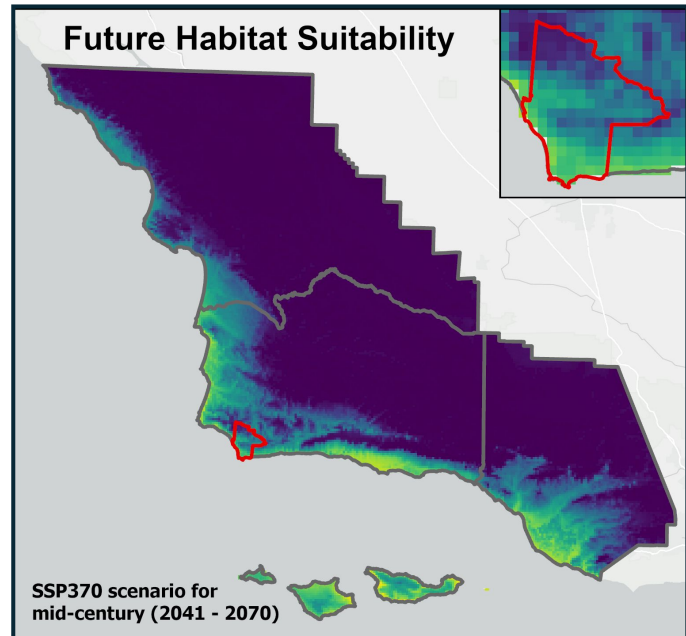 Future Habitat Suitability
SSP370 scenario for
mid-century (2041 - 2070)